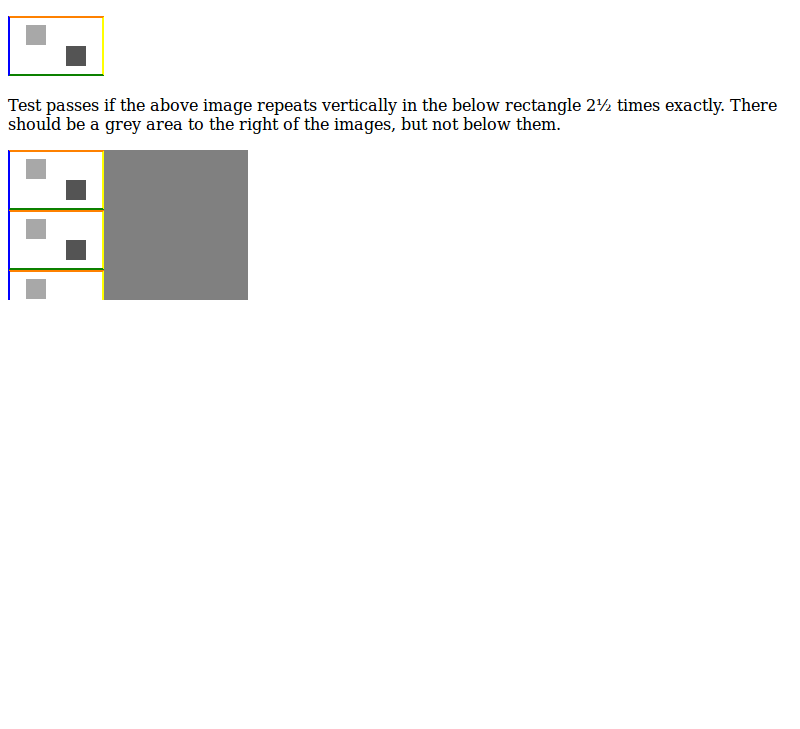 Test passes if the above image repeats vertically in the below rectangle 2½ times exactly. There
should be a grey area to the right of the images, but not below them.